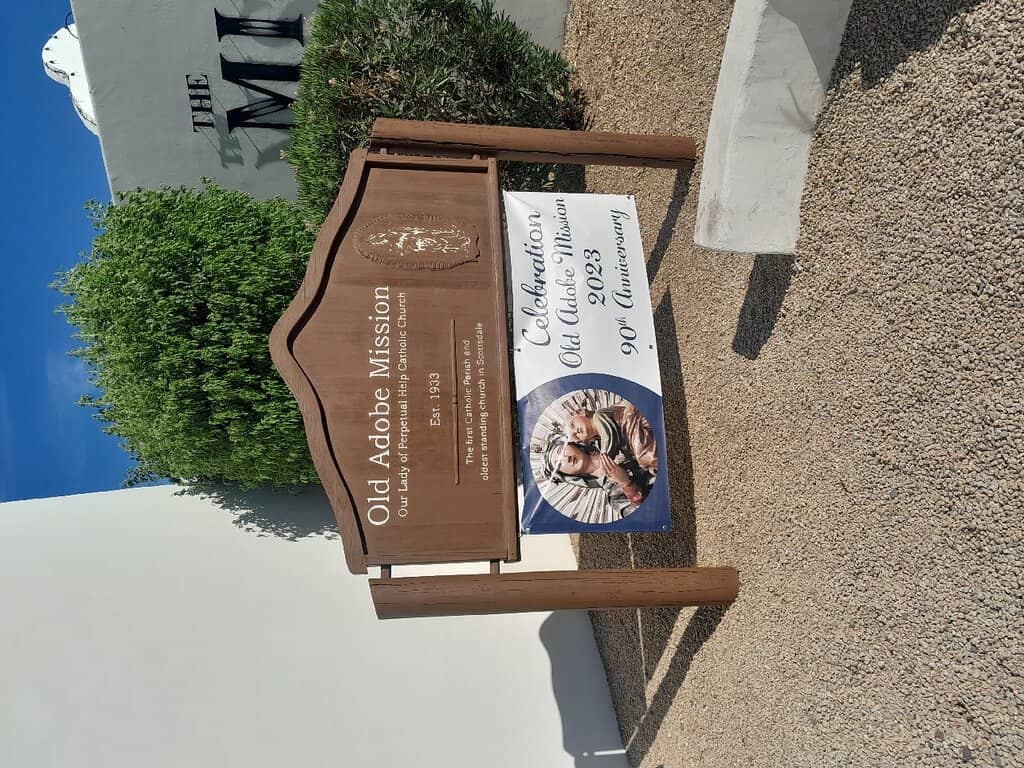 THE
Old Adobe Mission
Our Lady of Perpetual Help Catholic Church
Est. 1933
The first Catholic Parish and
oldest standing church in Scottsdale
Celebration
Old Adobe Mission
2023
90th Anniversary